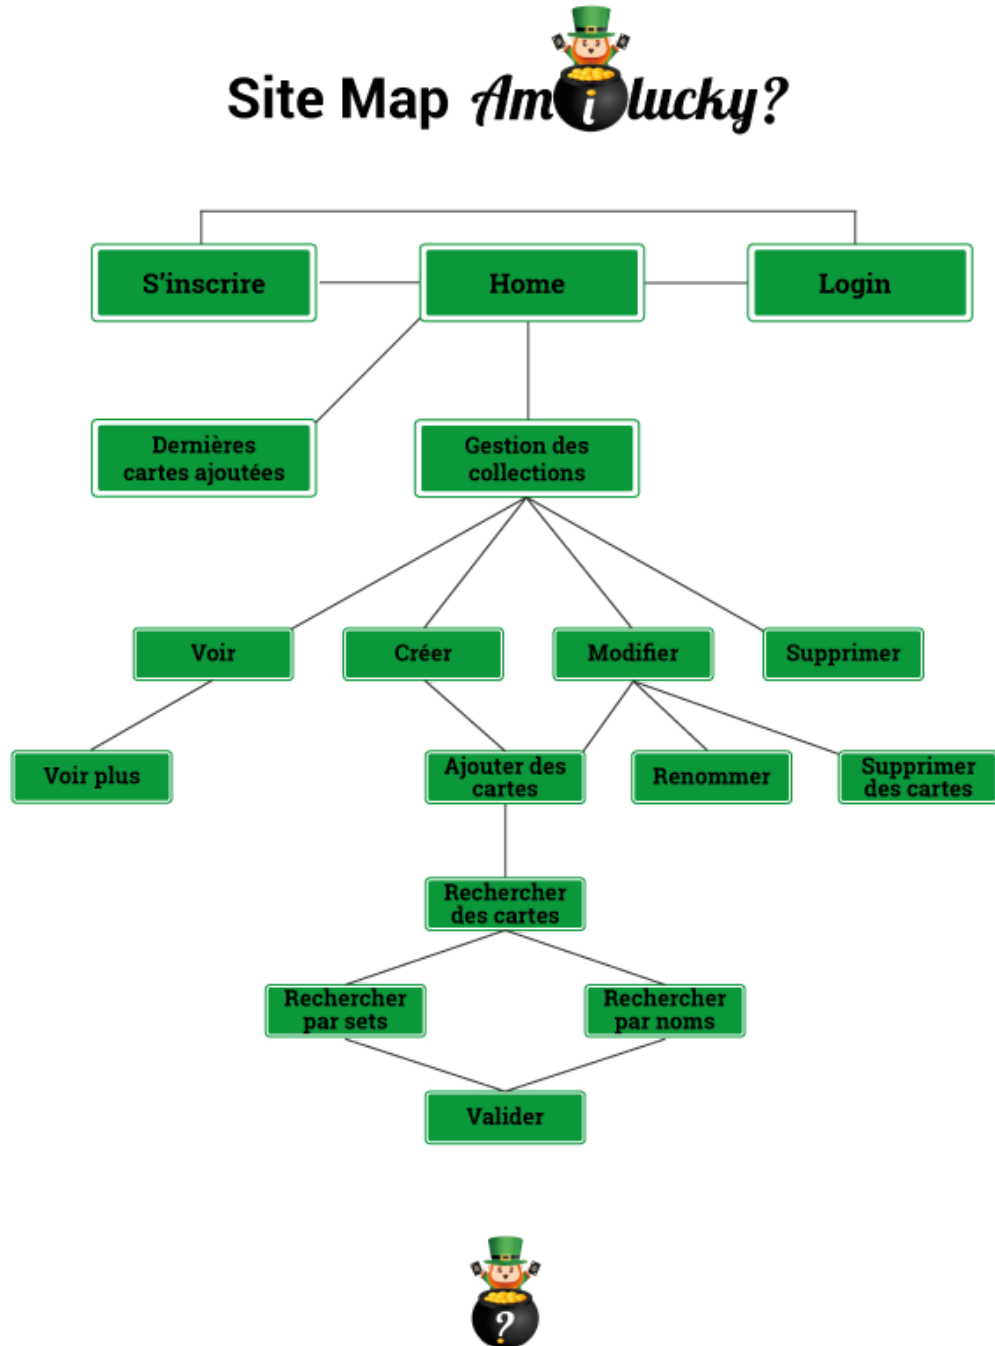 Site Map Am i lucky?
S'inscrire
Home
Login
Dernières
cartes ajoutées
Gestion des
collections
Voir
Créer
Modifier
Supprimer
Voir plus
Ajouter des
cartes
Renommer
Supprimer
des cartes
Rechercher
des cartes
Rechercher
par sets
Rechercher
par noms
Valider
?